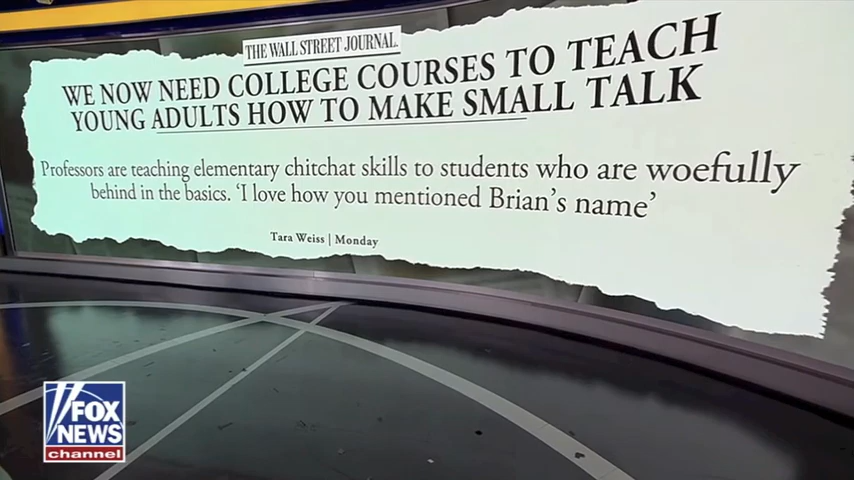 THE WALL STREET JOURNAL.
WE NOW NEED COLLEGE COURSES TO TEACH
YOUNG ADULTS HOW TO MAKE SMALL TALK
Professors are teaching elementary chitchat skills to students who are woefully
behind in the basics. ‘I love how you mentioned Brian’s name’
Tara Weiss | Monday
FOX
NEWS
channel